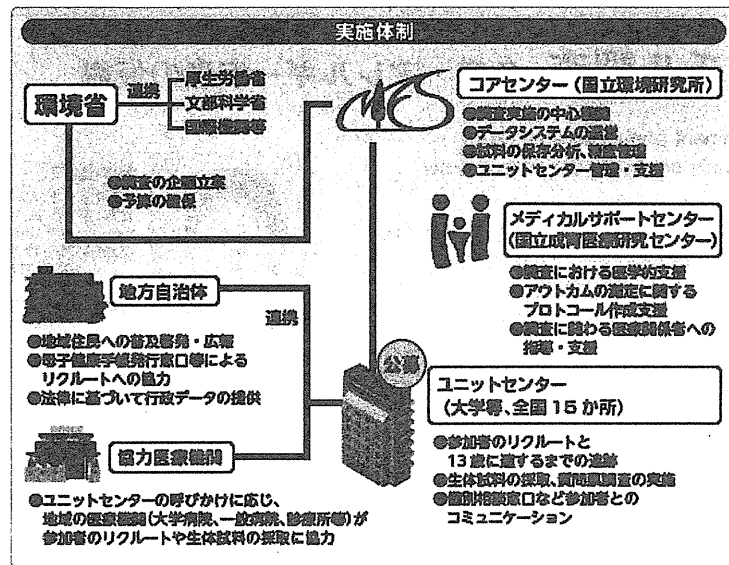 実施体制
環境省
連携
厚生労働省
文部科学省
国際機関等
●調査の企画立案
●予算の確保
コアセンター(国立環境研究所)
●調査実施の中心機関
●データシステムの運営
●試料の保存分析、精度管理
●ユニットセンター管理・支援
メディカルサポートセンター
(国立成育医療研究センター)
●調査における医学的支援
●アウトカムの測定に関する
プロトコール作成支援
●調査に関わる医療関係者への
指導・支援
地方自治体
連携
●地域住民への普及啓発・広報
●母子健康手帳発行窓口等による
リクルートへの協力
●法律に基づいて行政データの提供
公募
ユニットセンター
(大学等、全国15か所)
●参加者のリクルートと
13歳に達するまでの追跡
●生体試料の採取、質問票調査の実施
●個別相談窓口など参加者との
コミュニケーション
協力医療機関
●ユニットセンターの呼びかけに応じ、
地域の医療機関(大学病院、一般病院、診療所等)が
参加者のリクルートや生体試料の採取に協力